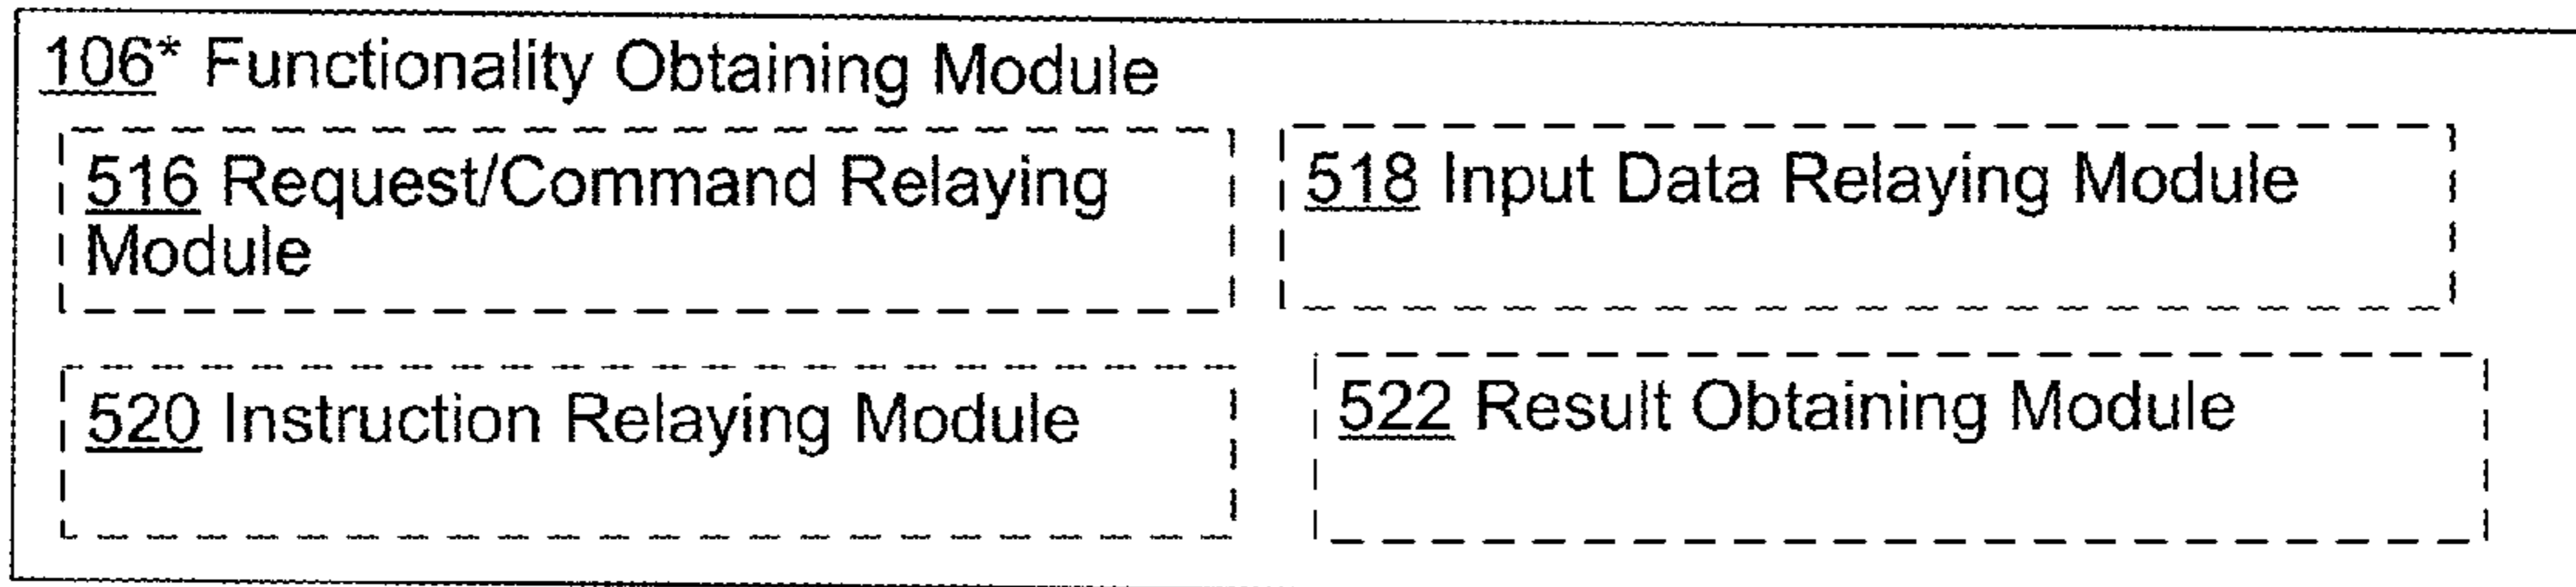 106* Functionality Obtaining Module
516 Request/Command Relaying
Module
518 Input Data Relaying Module
520 Instruction Relaying Module
522 Result Obtaining Module